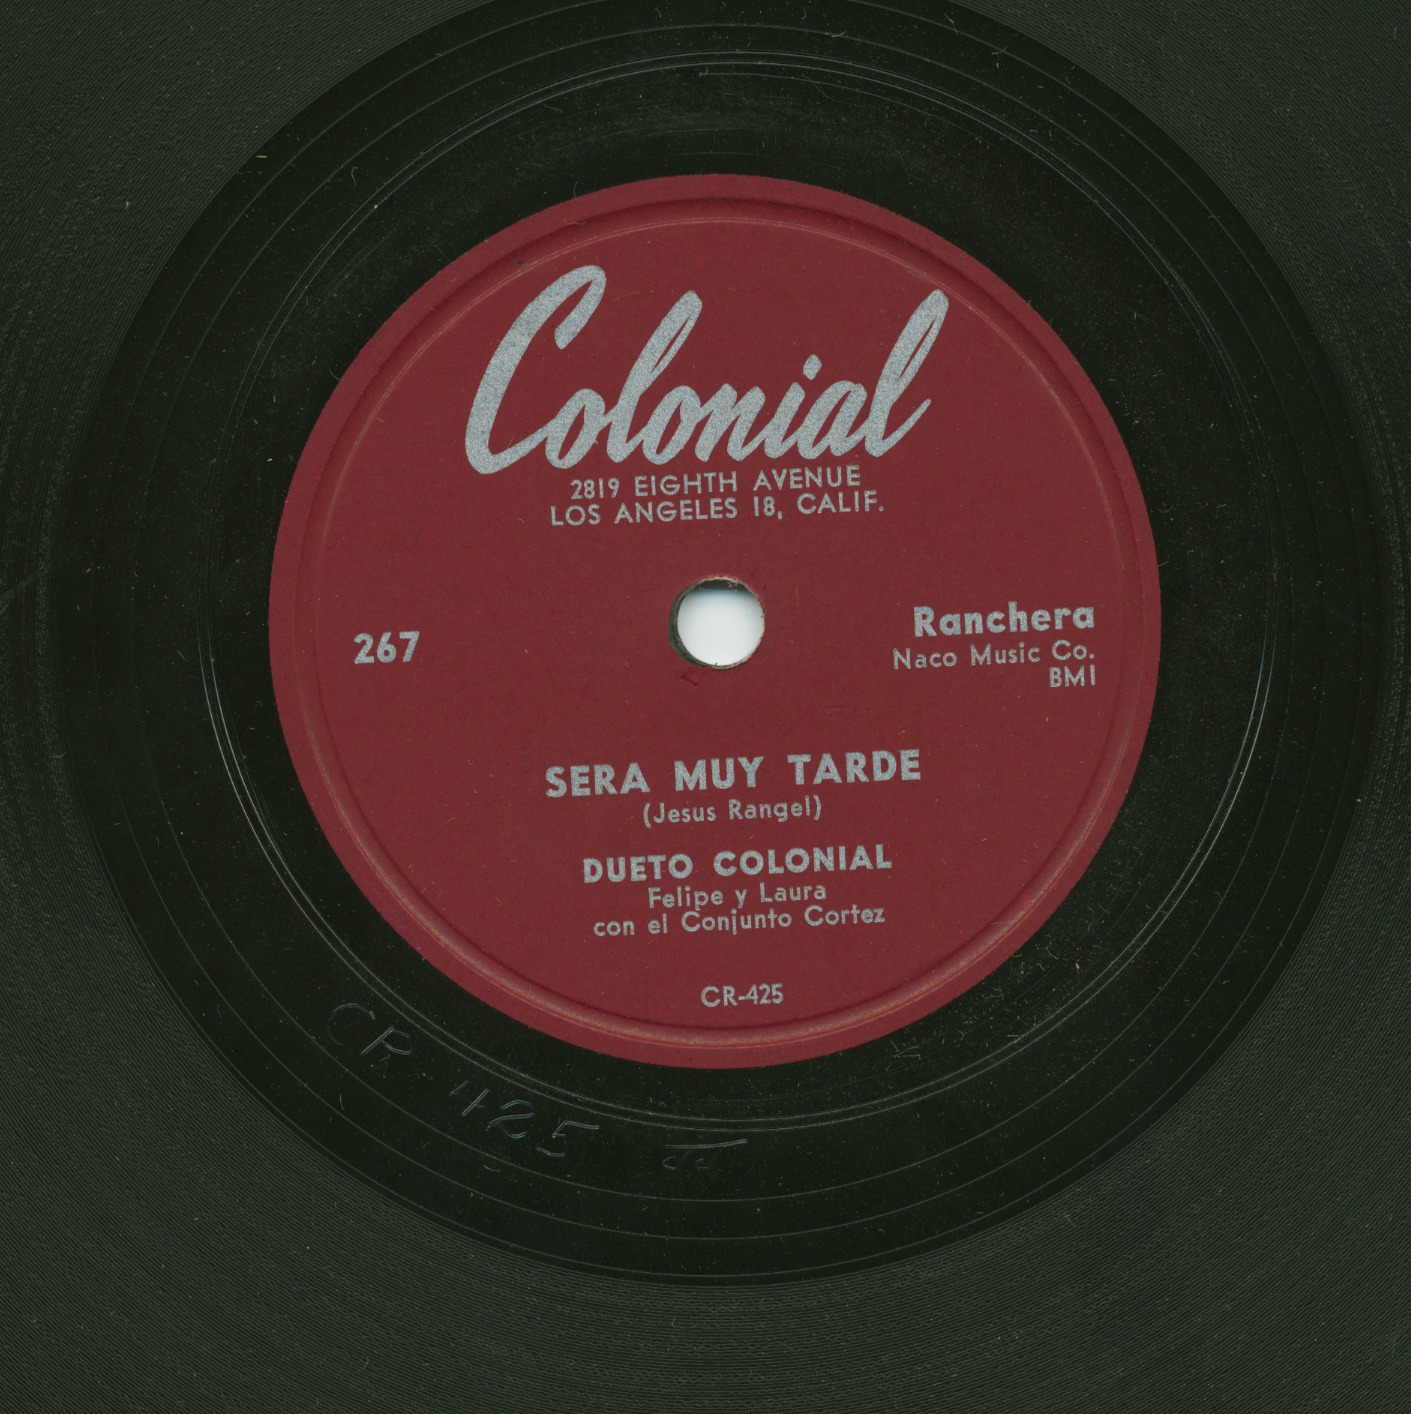 Colonial
2819 EIGHTH AVENUE
LOS ANGELES 18, CALIF.
267
Ranchera
Naco Music Co.
BMI
SERA MUY TARDE
(Jesus Rangel)
DUETO COLONIAL
Felipe y Laura
con el Conjunto Cortez
CR-425
CR 425